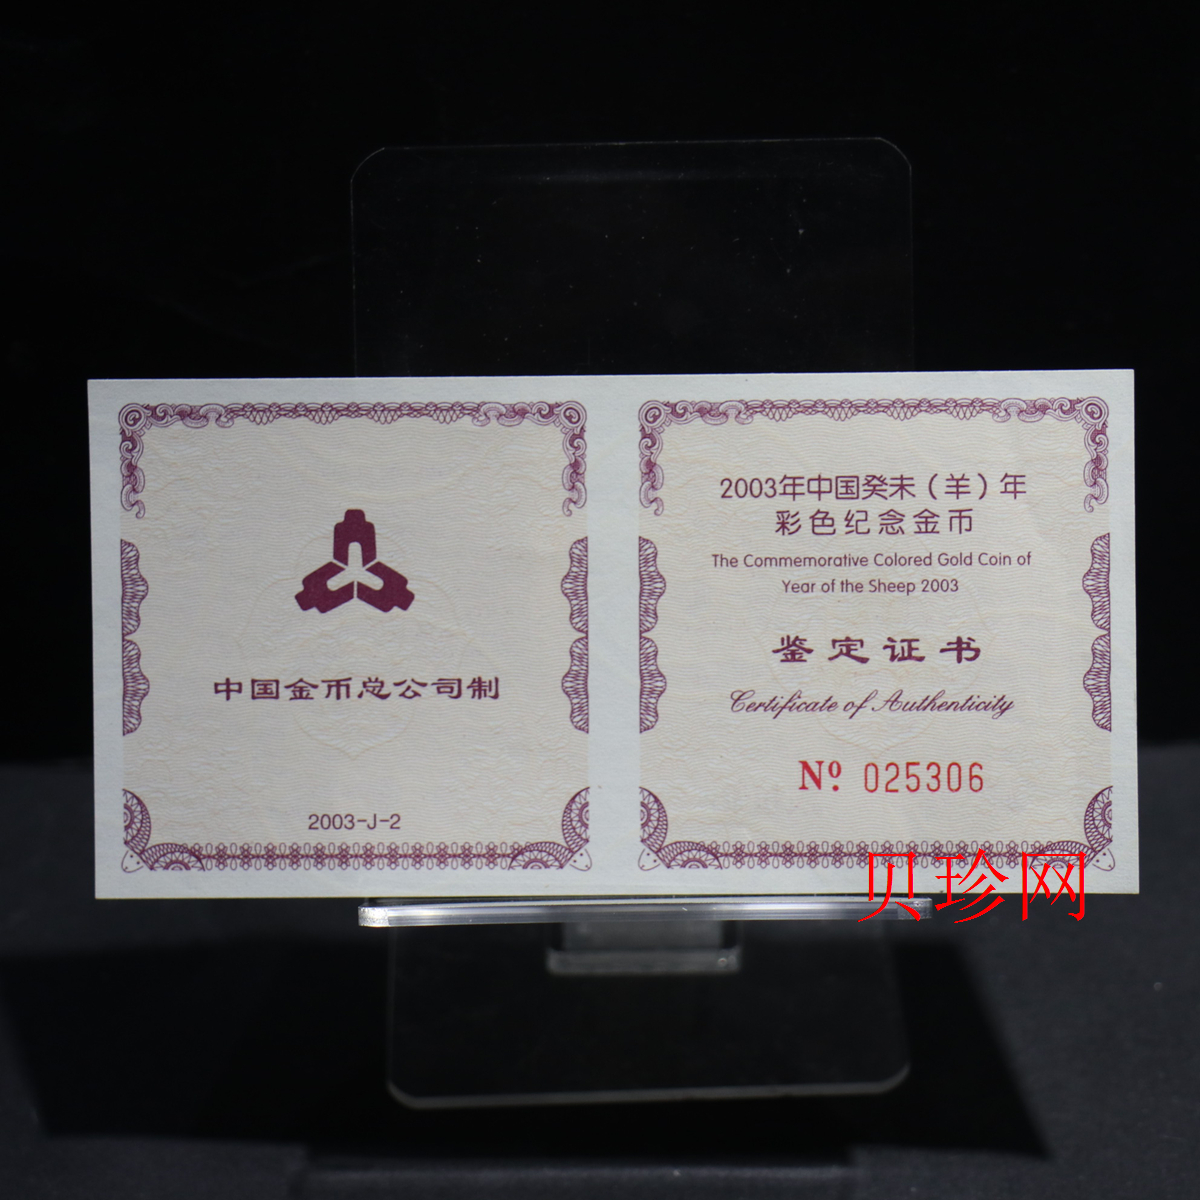 中国金币总公司制
2003-J-2
2003年中国癸未（羊）年
彩色纪念金币
The Commemorative Colored Gold Coin of
Year of the Sheep 2003
鉴定证书
Certificate of Authenticity
Nº 025306
贝珍网